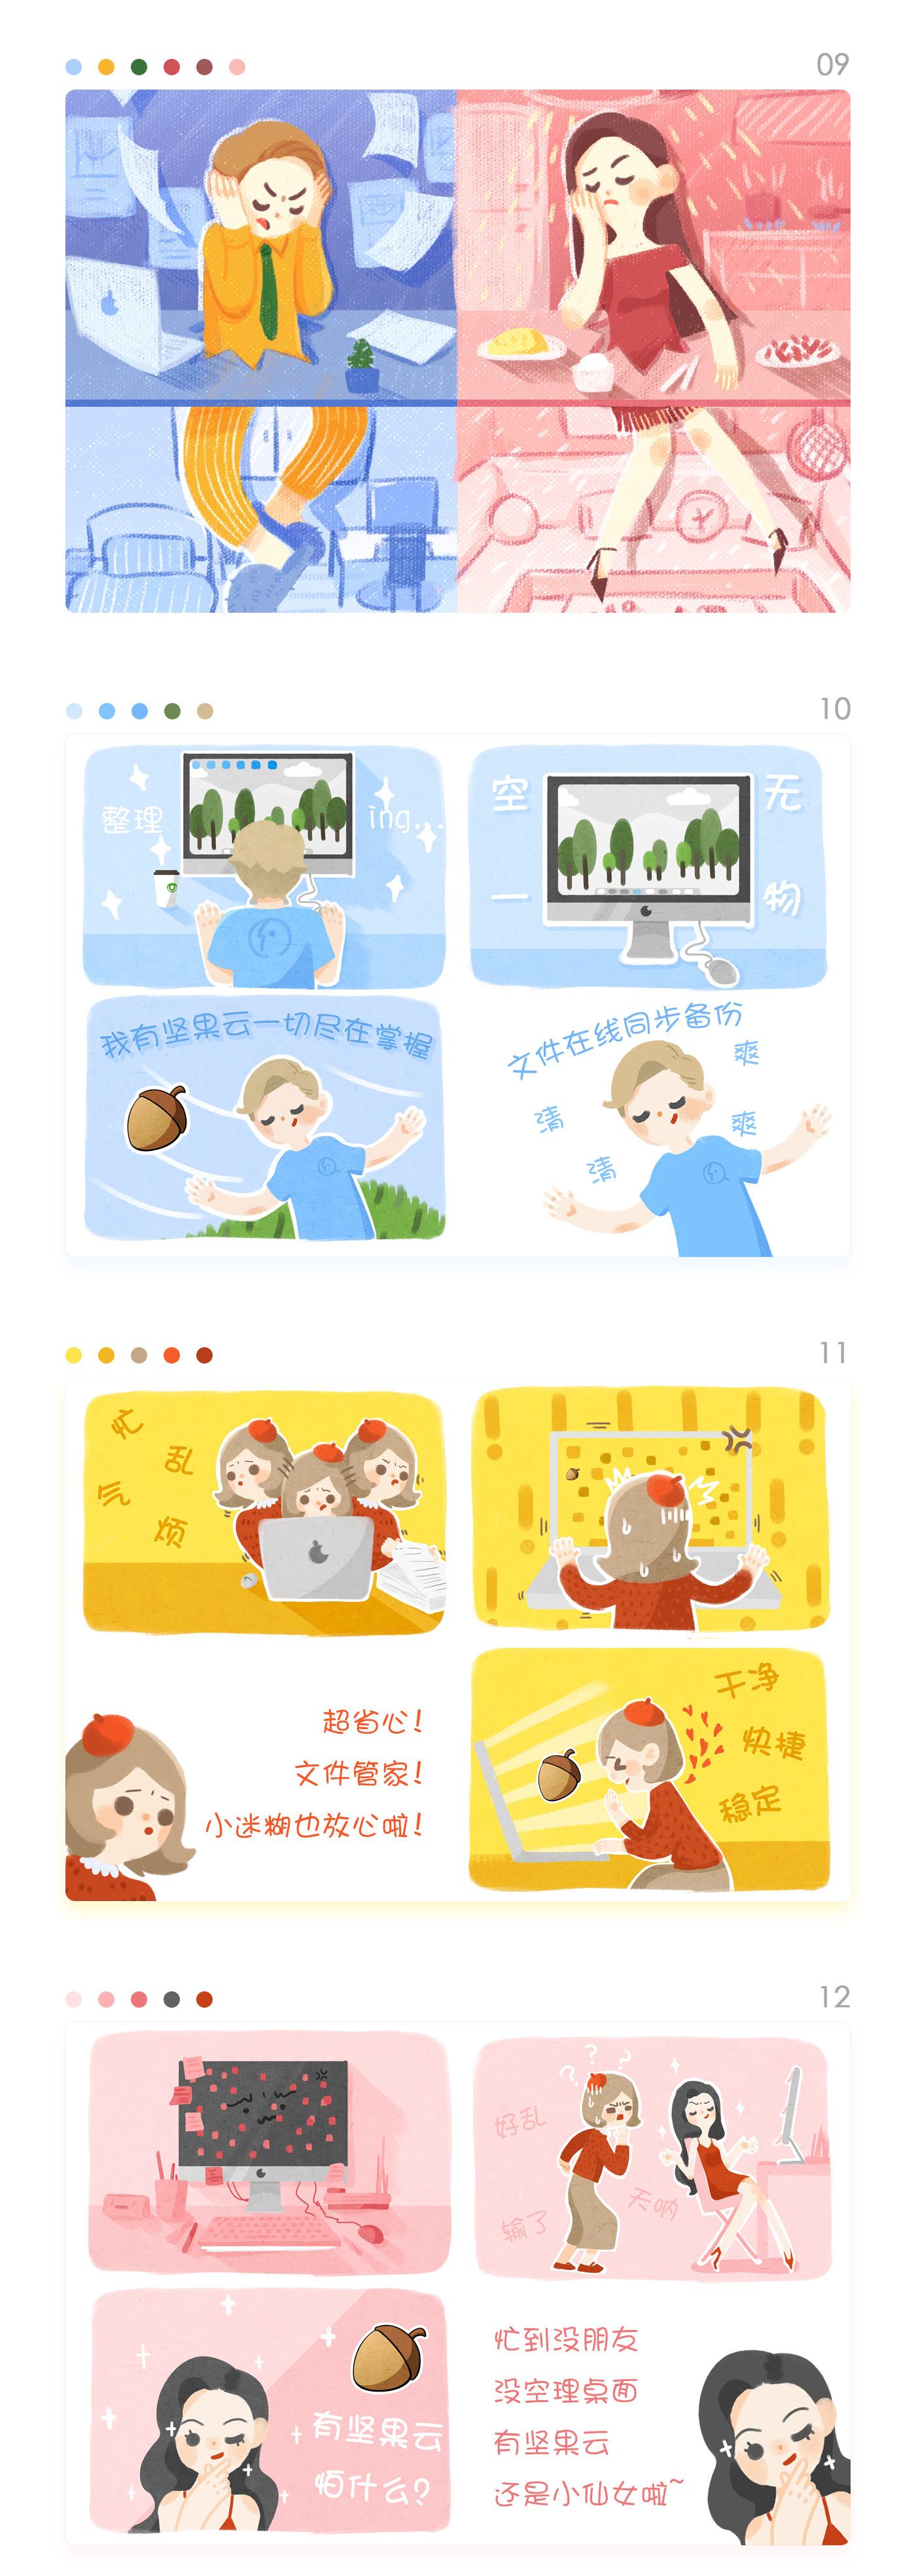 09
10
整理
ing...
空
无
一
物
我有坚果云一切尽在掌握
文件在线同步备份
清
清
爽
爽
11
忙
乱
气
烦
超省心!
文件管家!
小迷糊也放心啦!
干净
快捷
稳定
12
好乱
输了
天呐
有坚果云
怕什么?
忙到没朋友
没空理桌面
有坚果云
还是小仙女啦~